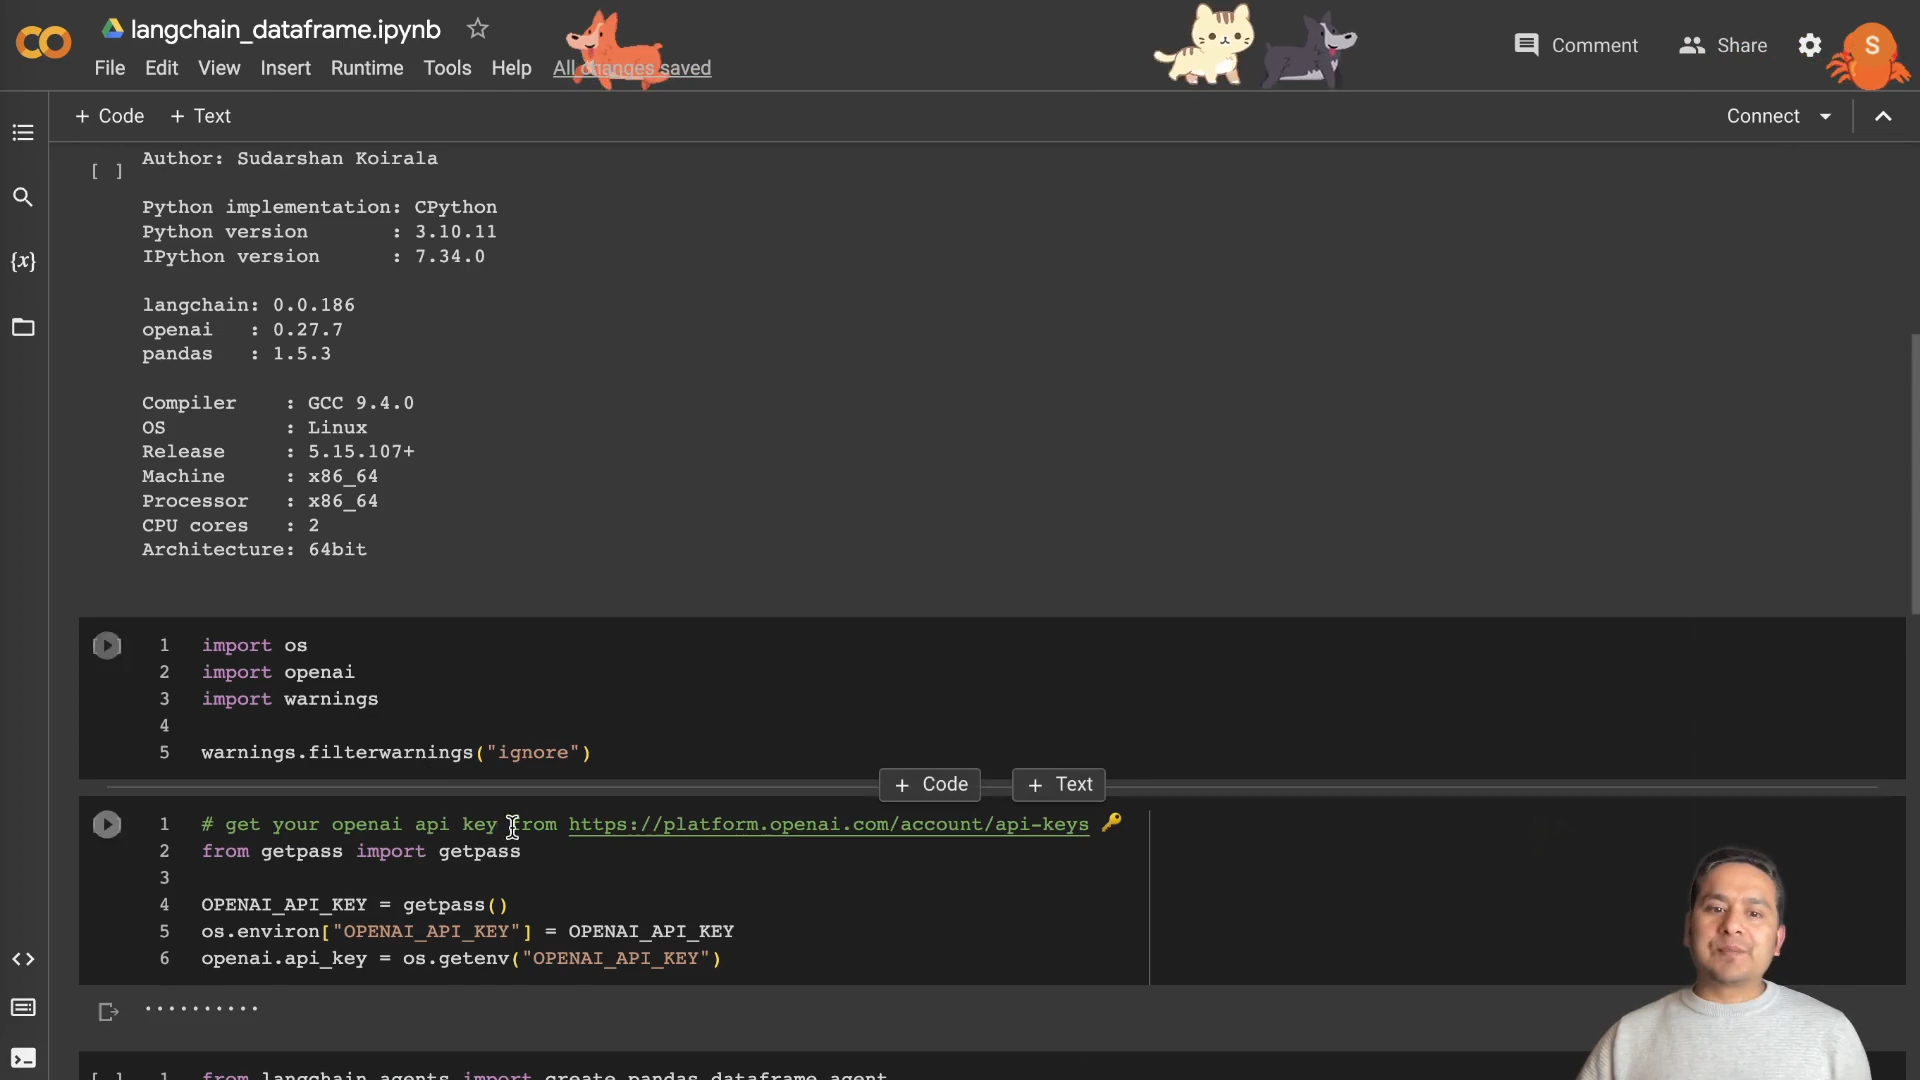 langchain_dataframe.ipynb
Comment
Share
S
File Edit View Insert Runtime Tools Help All changes saved
+ Code + Text
Connect
Author: Sudarshan Koirala
[ ]
{x}
Python implementation: CPython
Python version : 3.10.11
IPython version : 7.34.0
langchain: 0.0.186
openai : 0.27.7
pandas : 1.5.3
Compiler : GCC 9.4.0
OS : Linux
Release : 5.15.107+
Machine : x86_64
Processor : x86_64
CPU cores : 2
Architecture: 64bit
1 import os
2 import openai
3 import warnings
4
5 warnings.filterwarnings("ignore")
+ Code + Text
1 # get your openai api key from https://platform.openai.com/account/api-keys 🔑
2 from getpass import getpass
3
4 OPENAI_API_KEY = getpass()
5 os.environ["OPENAI_API_KEY"] = OPENAI_API_KEY
6 openai.api_key = os.getenv("OPENAI_API_KEY")
··········
[ ] 1 from langchain.agents import create_pandas_dataframe_agent